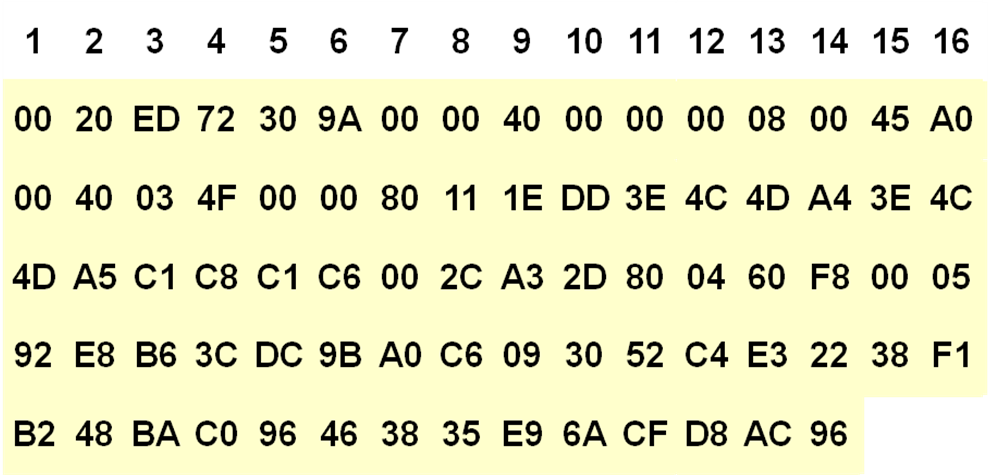 1 2 3 4 5 6 7 8 9 10 11 12 13 14 15 16
00 20 ED 72 30 9A 00 00 40 00 00 00 08 00 45 A0
00 40 03 4F 00 00 80 11 1E DD 3E 4C 4D A4 3E 4C
4D A5 C1 C8 C1 C6 00 2C A3 2D 80 04 60 F8 00 05
92 E8 B6 3C DC 9B A0 C6 09 30 52 C4 E3 22 38 F1
B2 48 BA C0 96 46 38 35 E9 6A CF D8 AC 96